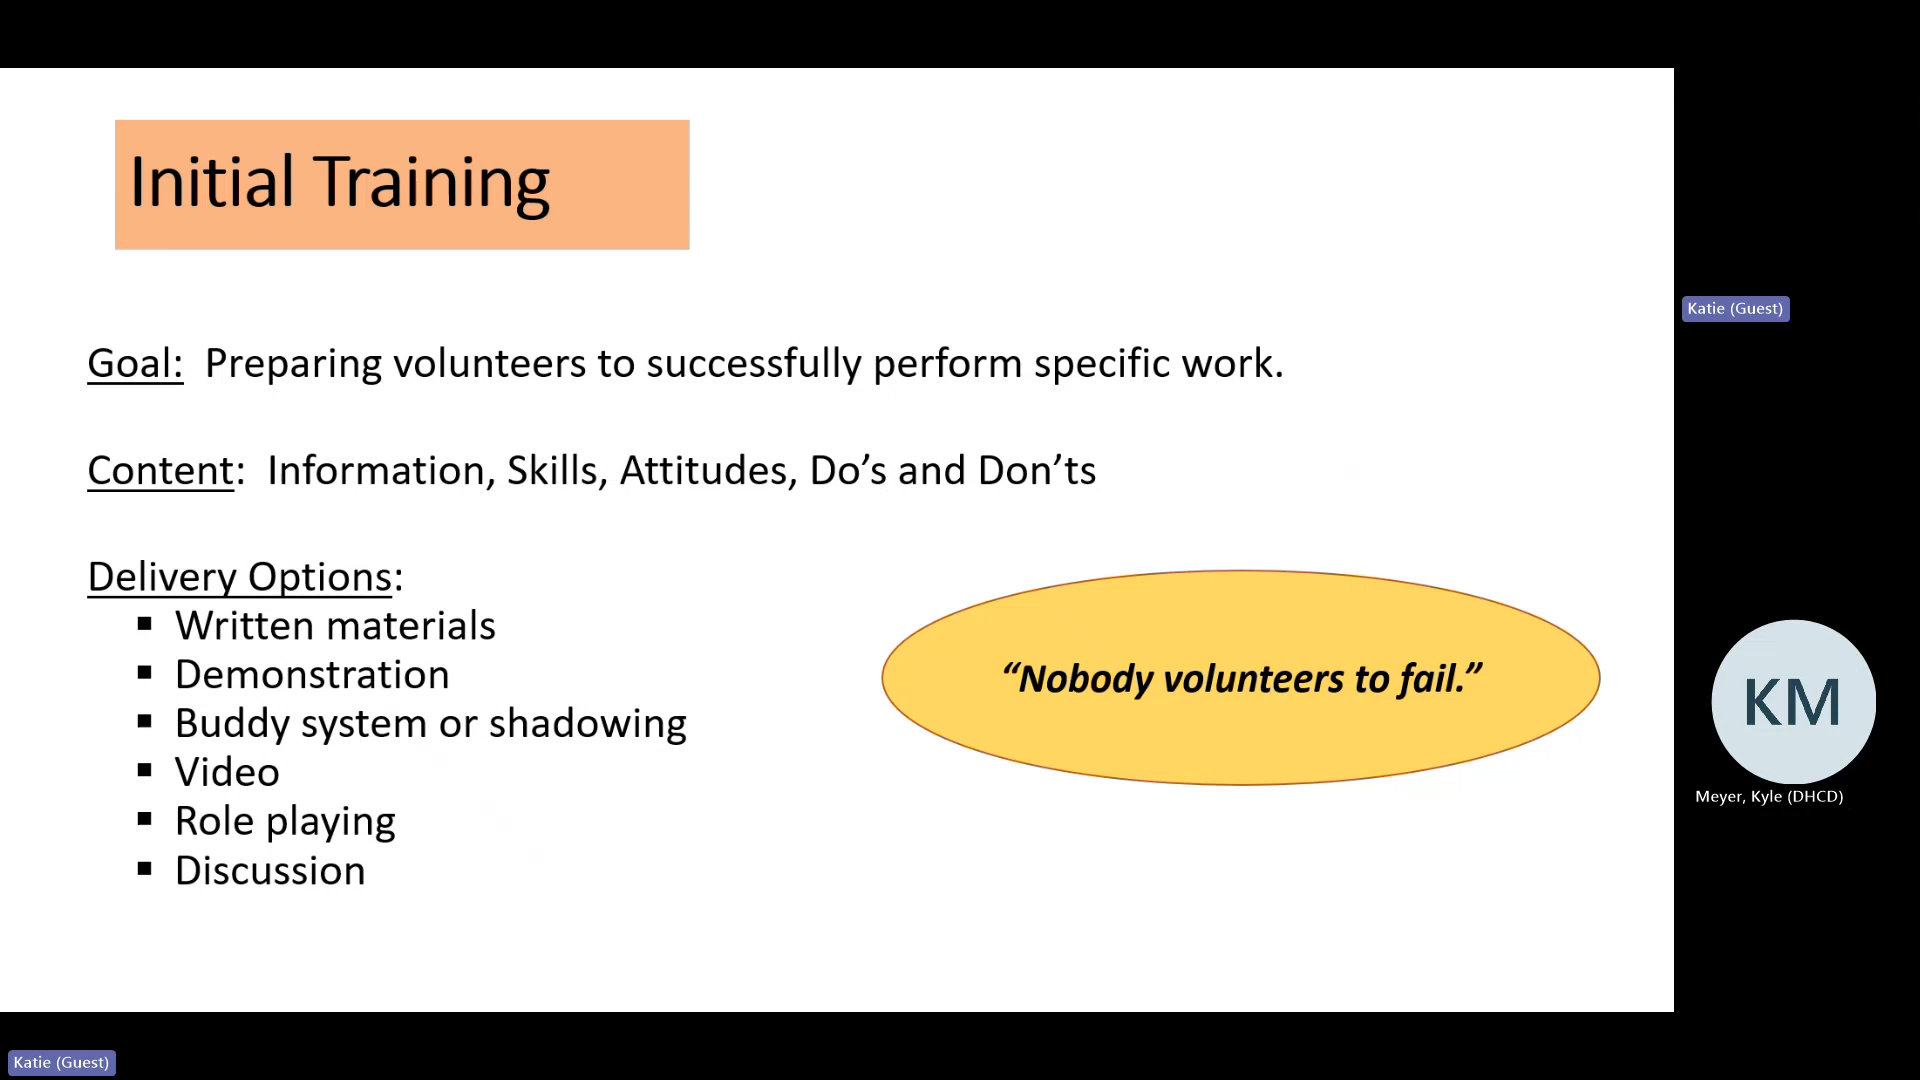 Initial Training
Goal:  Preparing volunteers to successfully perform specific work.
Content:  Information, Skills, Attitudes, Do’s and Don’ts
Delivery Options:
▪ Written materials
▪ Demonstration
▪ Buddy system or shadowing
▪ Video
▪ Role playing
▪ Discussion
“Nobody volunteers to fail.”
Katie (Guest)
KM
Meyer, Kyle (DHCD)
Katie (Guest)